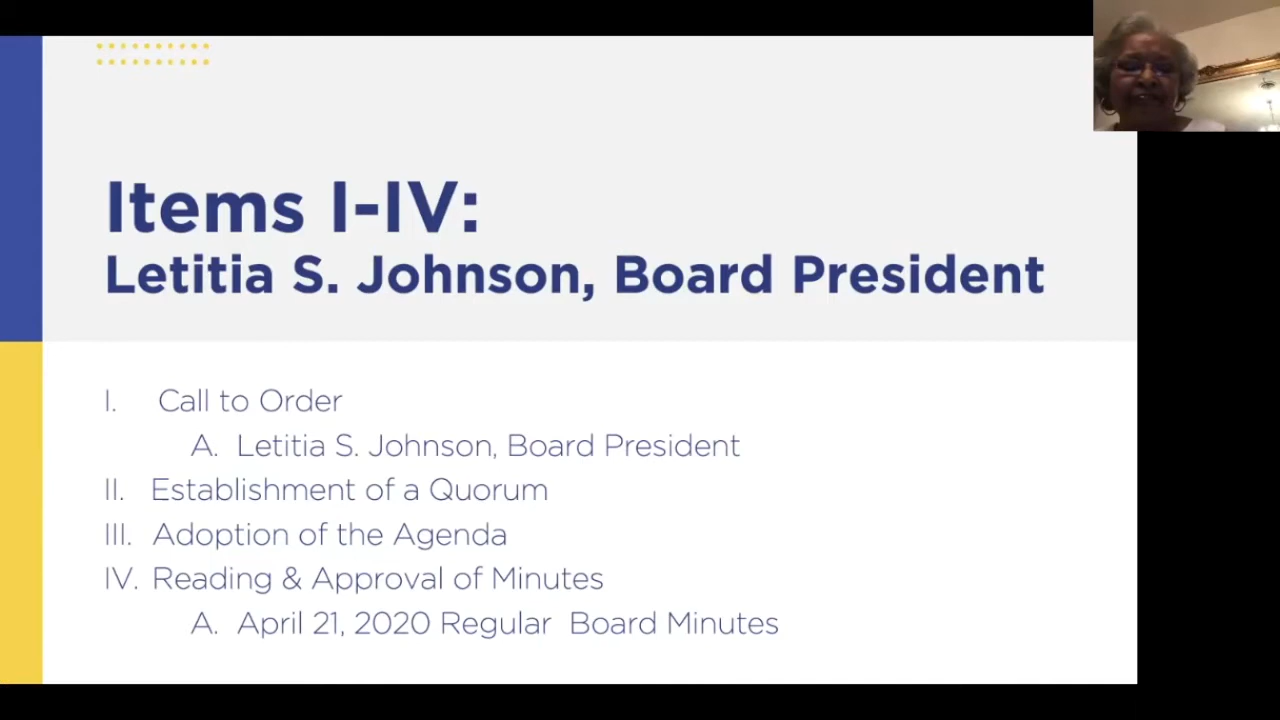 Items I-IV:
Letitia S. Johnson, Board President
I. Call to Order
A. Letitia S. Johnson, Board President
II. Establishment of a Quorum
III. Adoption of the Agenda
IV. Reading & Approval of Minutes
A. April 21, 2020 Regular Board Minutes